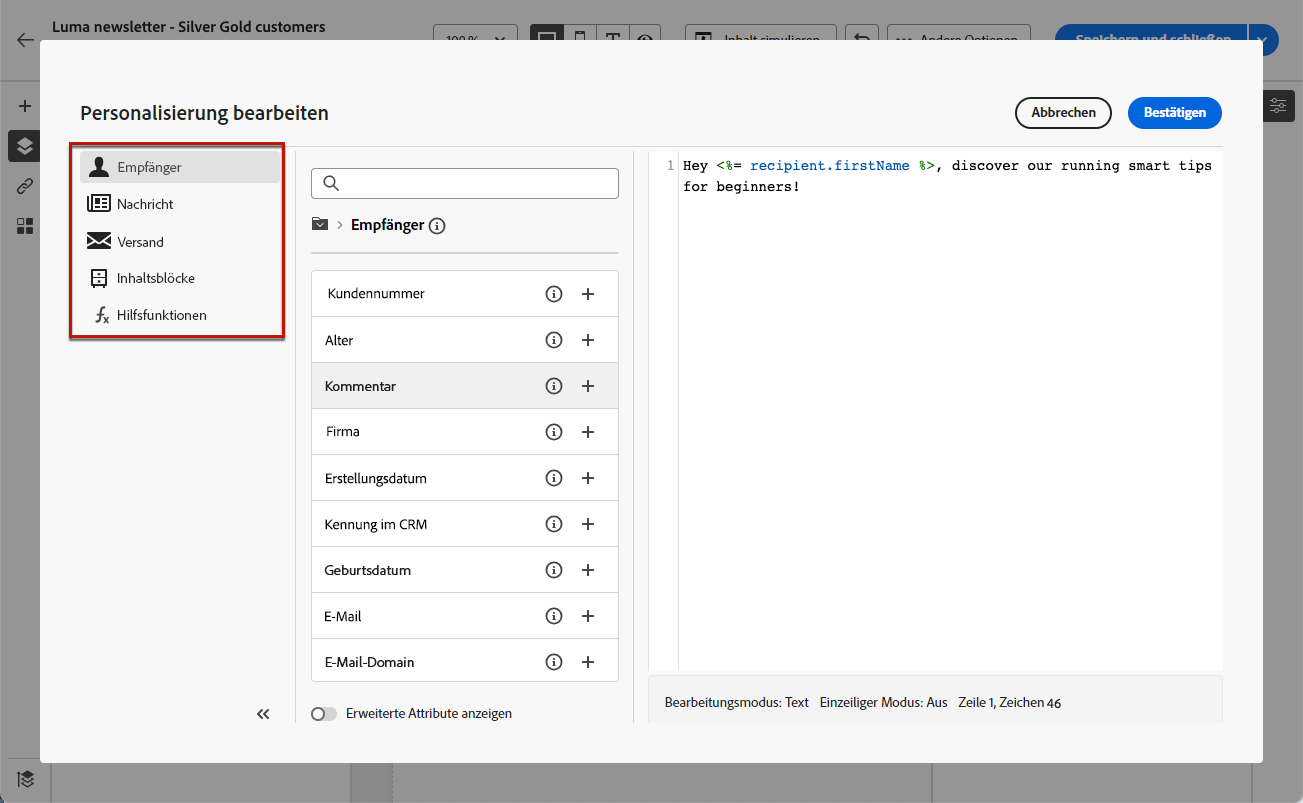 Luma newsletter - Silver Gold customers
100 %
Inhalt simulieren
Andere Optionen
Speichern und schließen
Personalisierung bearbeiten
Abbrechen
Bestätigen
Empfänger
Nachricht
Versand
Inhaltsblöcke
Hilfsfunktionen
Empfänger
Kundennummer
Alter
Kommentar
Firma
Erstellungsdatum
Kennung im CRM
Geburtsdatum
E-Mail
E-Mail-Domain
Erweiterte Attribute anzeigen
1 Hey <%= recipient.firstName %>, discover our running smart tips
for beginners!
Bearbeitungsmodus: Text Einzeiliger Modus: Aus Zeile 1, Zeichen 46